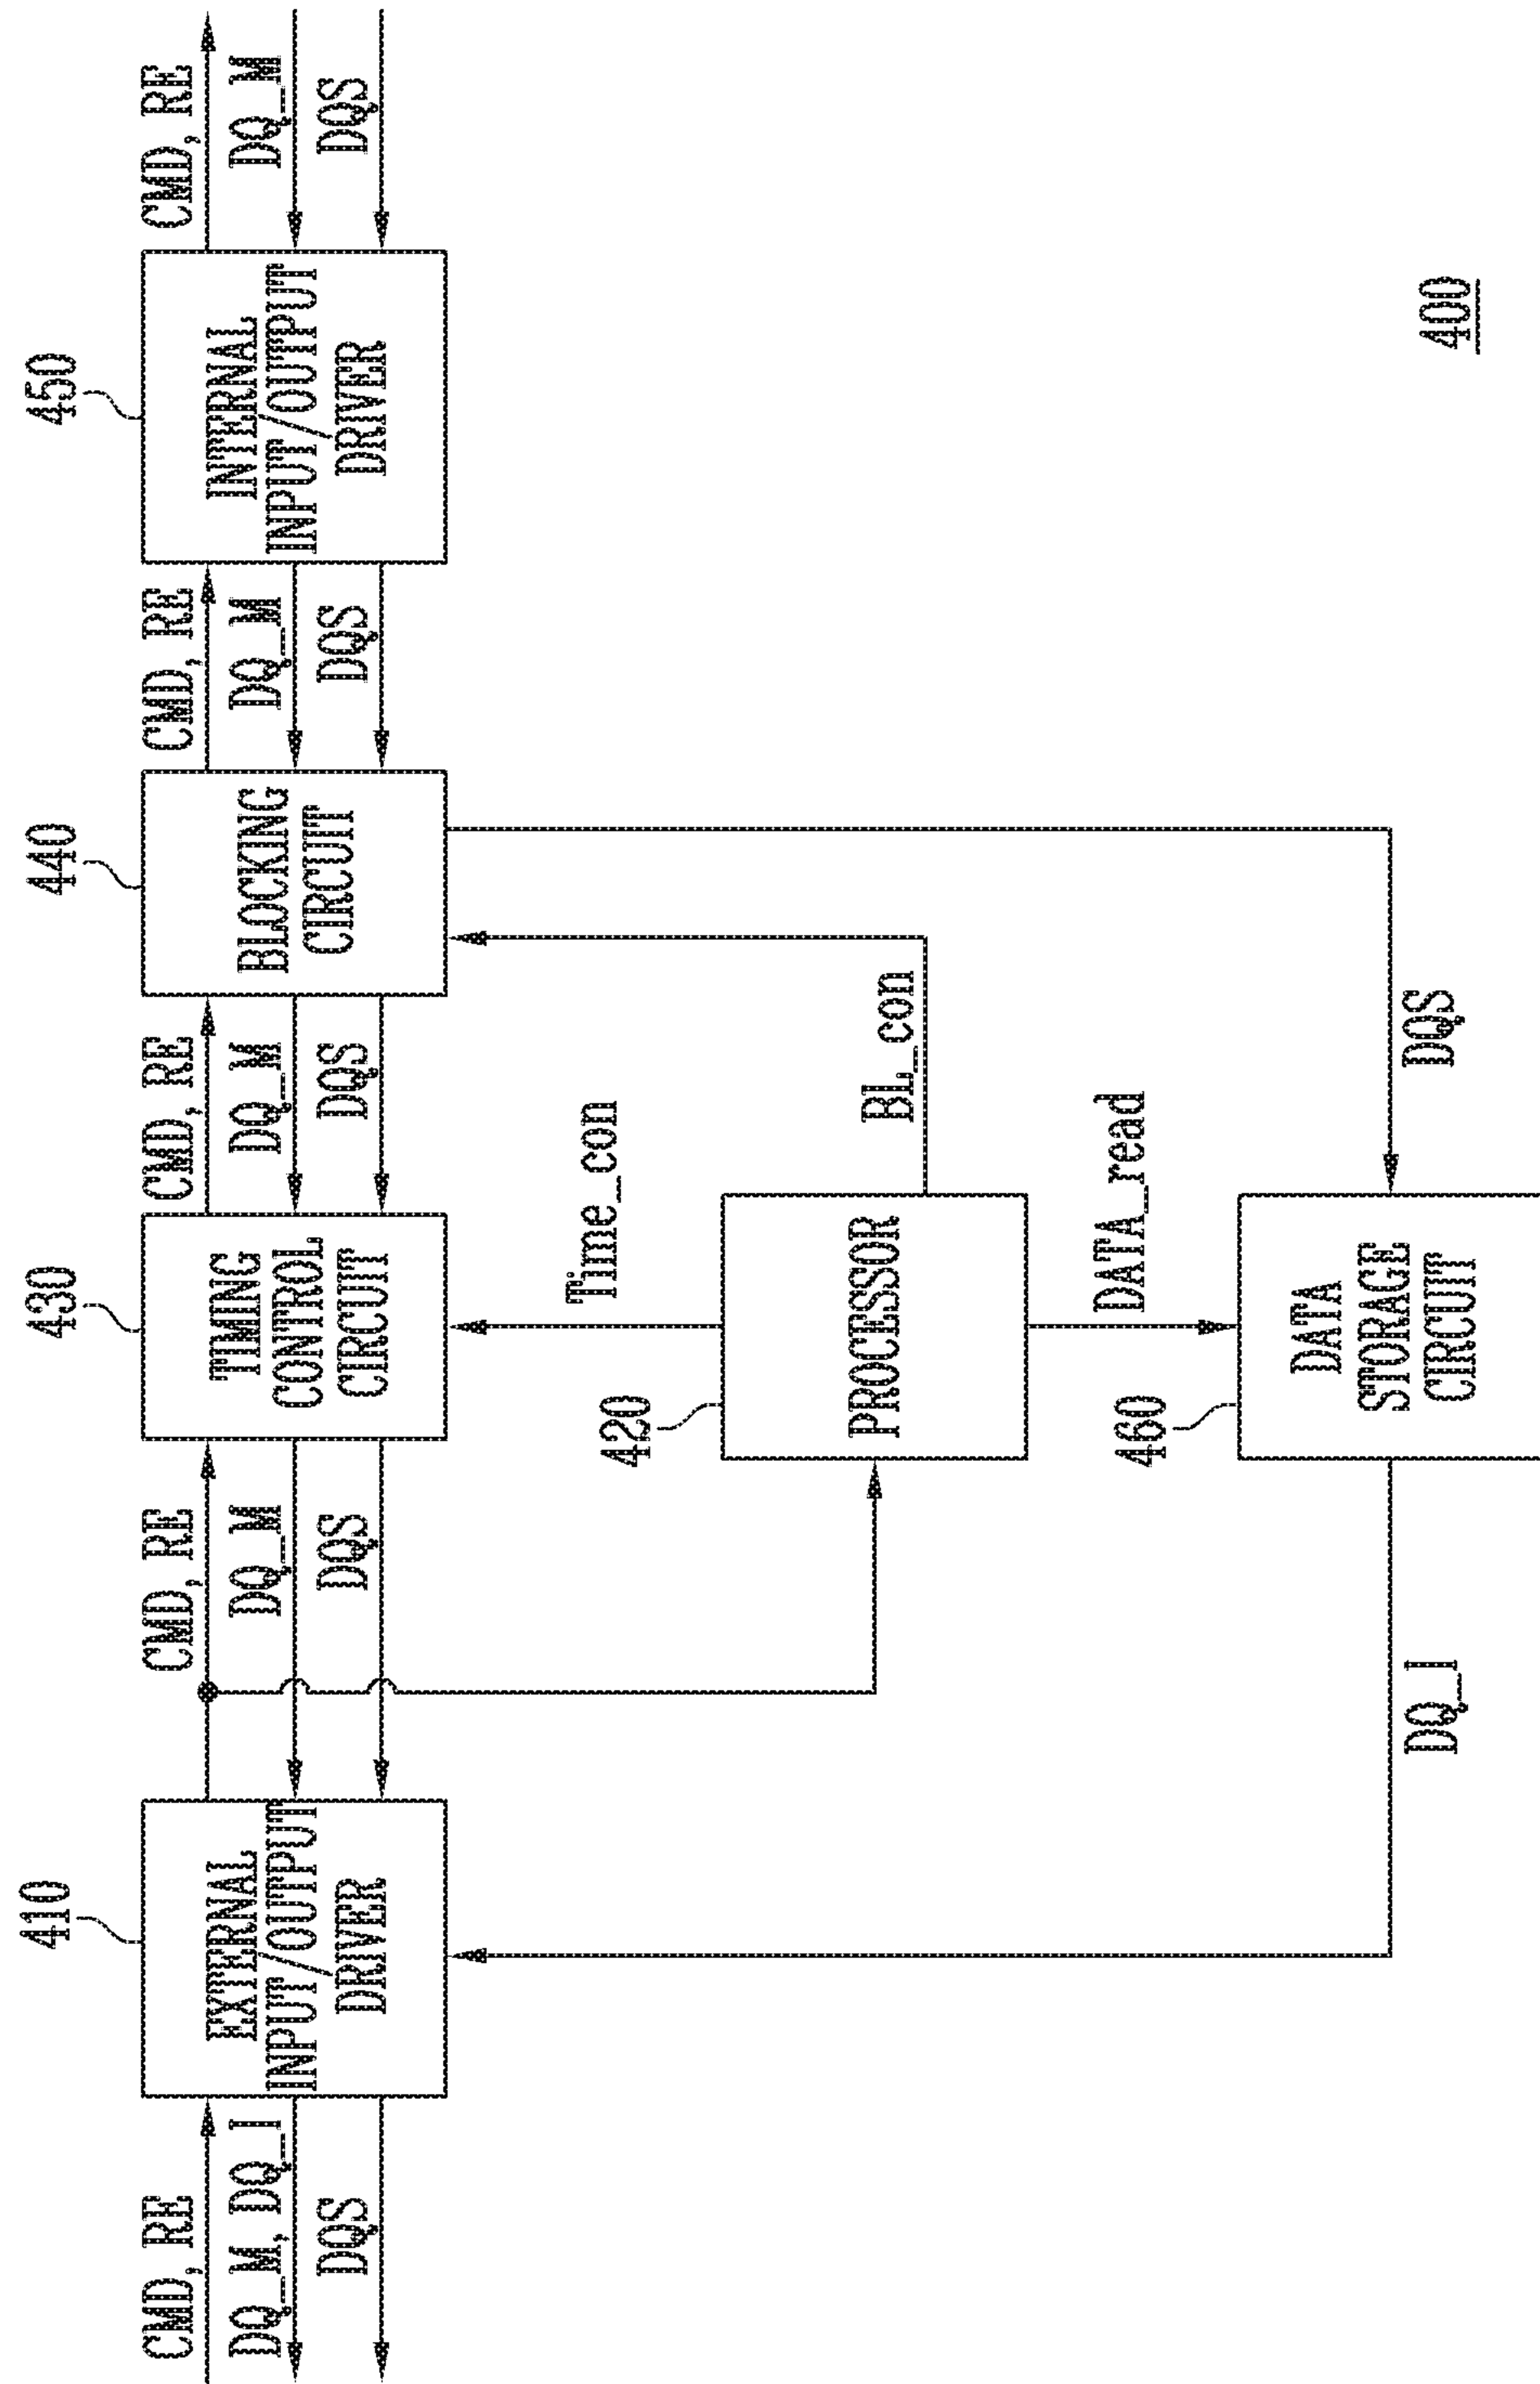 410
420
430
440
450
460
400
CMD, RE
DQ_M, DQ_I
DQS
EXTERNAL
INPUT/OUTPUT
DRIVER
CMD, RE
DQ_M
DQS
TIMING
CONTROL
CIRCUIT
CMD, RE
DQ_M
DQS
BLOCKING
CIRCUIT
CMD, RE
DQ_M
DQS
INTERNAL
INPUT/OUTPUT
DRIVER
CMD, RE
DQ_M
DQS
Time_con
PROCESSOR
BL_con
DATA_read
DATA
STORAGE
CIRCUIT
DQ_I
DQS